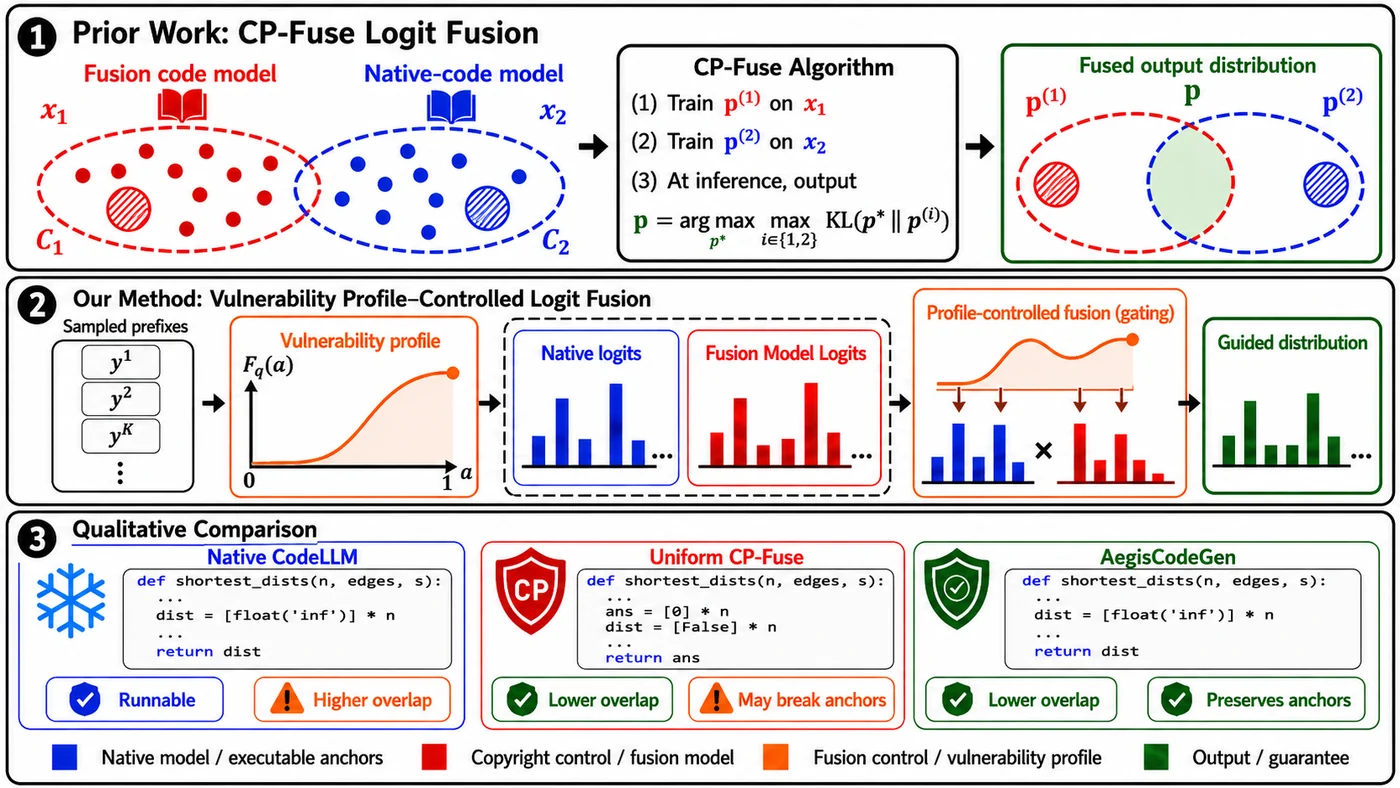 1 Prior Work: CP-Fuse Logit Fusion
Fusion code model
Native-code model
x₁
x₂
C₁
C₂
CP-Fuse Algorithm
(1) Train p⁽¹⁾ on x₁
(2) Train p⁽²⁾ on x₂
(3) At inference, output
p = arg max max KL(p* ∥ p⁽ⁱ⁾)
p* i∈{1,2}
Fused output distribution
p⁽¹⁾
p
p⁽²⁾
2 Our Method: Vulnerability Profile–Controlled Logit Fusion
Sampled prefixes
y¹
y²
yᴷ
⋮
Vulnerability profile
F_q(a)
0
1
a
Native logits
...
Fusion Model Logits
...
Profile-controlled fusion (gating)
×
Guided distribution
...
3 Qualitative Comparison
Native CodeLLM
def shortest_dists(n, edges, s):
...
dist = [float('inf')] * n
...
return dist
Runnable
Higher overlap
Uniform CP-Fuse
CP
def shortest_dists(n, edges, s):
...
ans = [0] * n
dist = [False] * n
...
return ans
Lower overlap
May break anchors
AegisCodeGen
def shortest_dists(n, edges, s):
...
dist = [float('inf')] * n
...
return dist
Lower overlap
Preserves anchors
Native model / executable anchors
Copyright control / fusion model
Fusion control / vulnerability profile
Output / guarantee